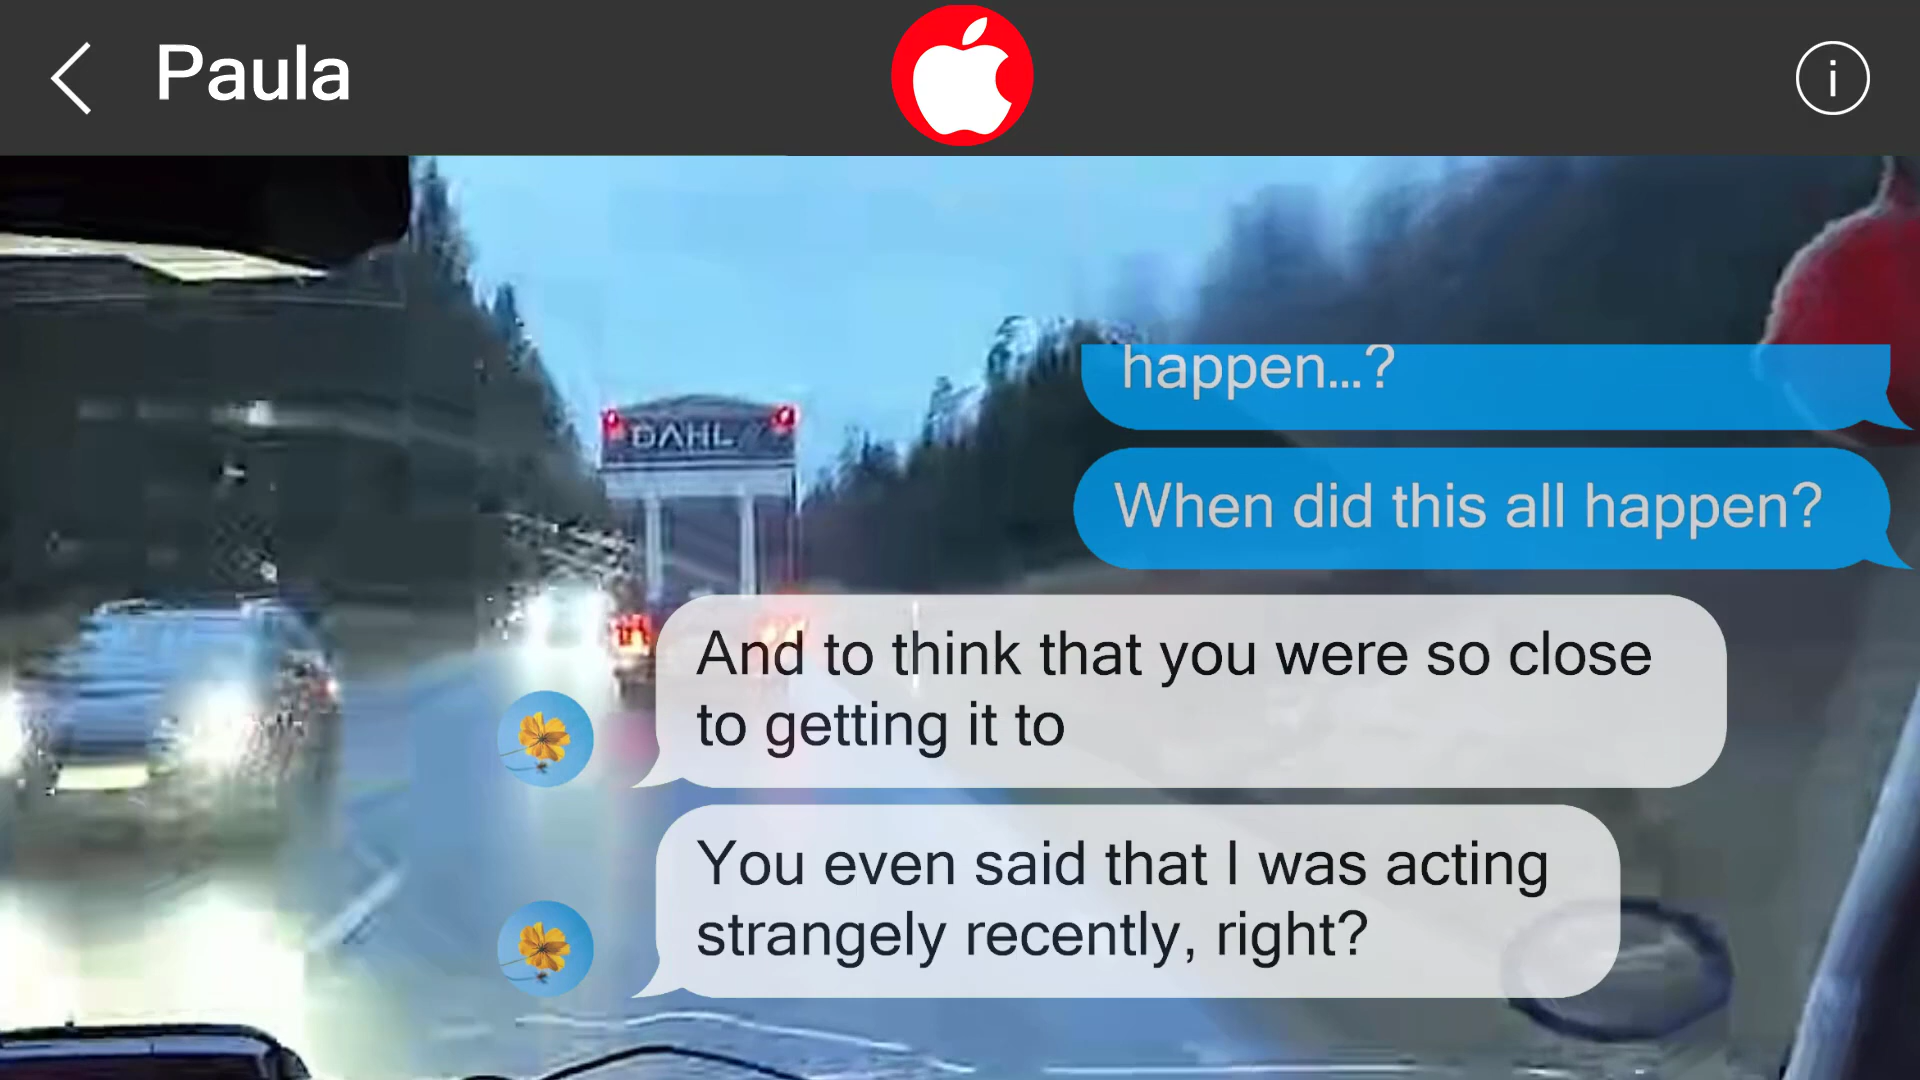 Paula
i
happen...?
DAHL
When did this all happen?
And to think that you were so close
to getting it to
You even said that I was acting
strangely recently, right?